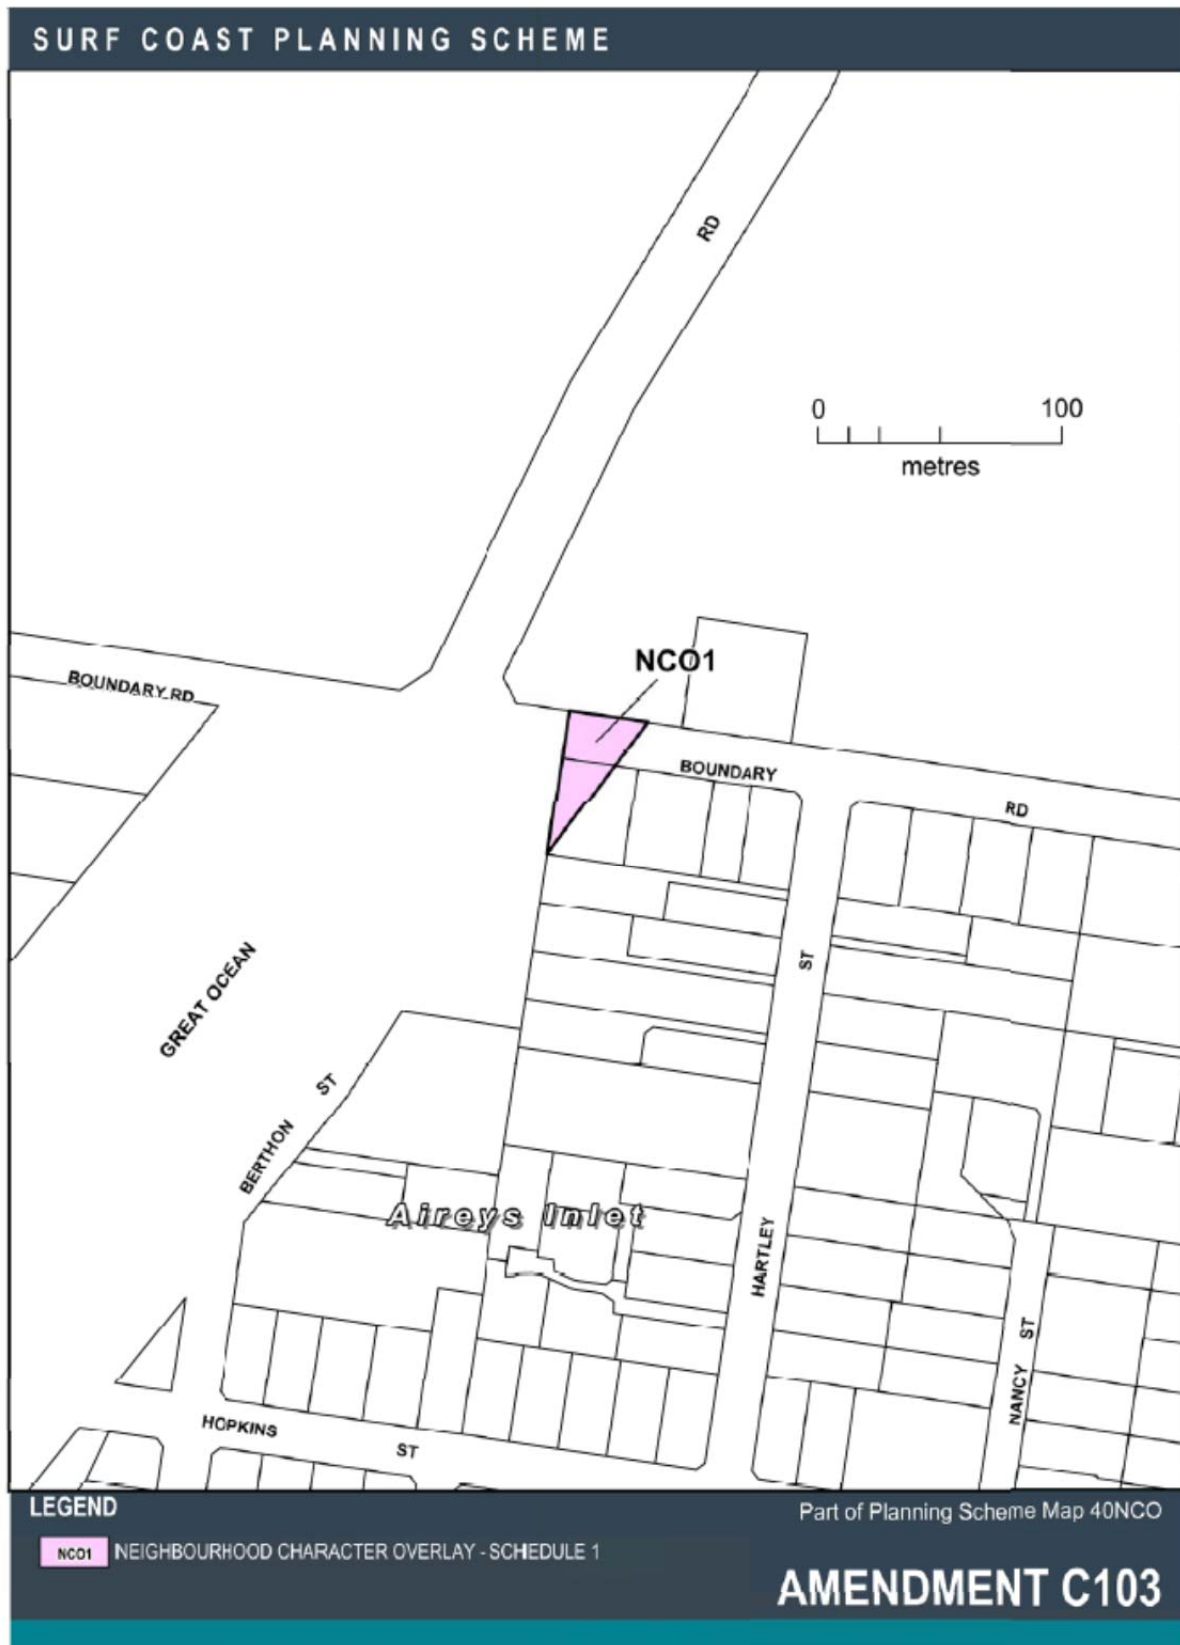 SURF COAST PLANNING SCHEME
RD
0 100
metres
NCO1
BOUNDARY RD
BOUNDARY
RD
GREAT OCEAN
ST
ST
BERTHON
Aireys Inlet
HARTLEY
ST
NANCY
HOPKINS
ST
LEGEND
Part of Planning Scheme Map 40NCO
NCO1 NEIGHBOURHOOD CHARACTER OVERLAY - SCHEDULE 1
AMENDMENT C103